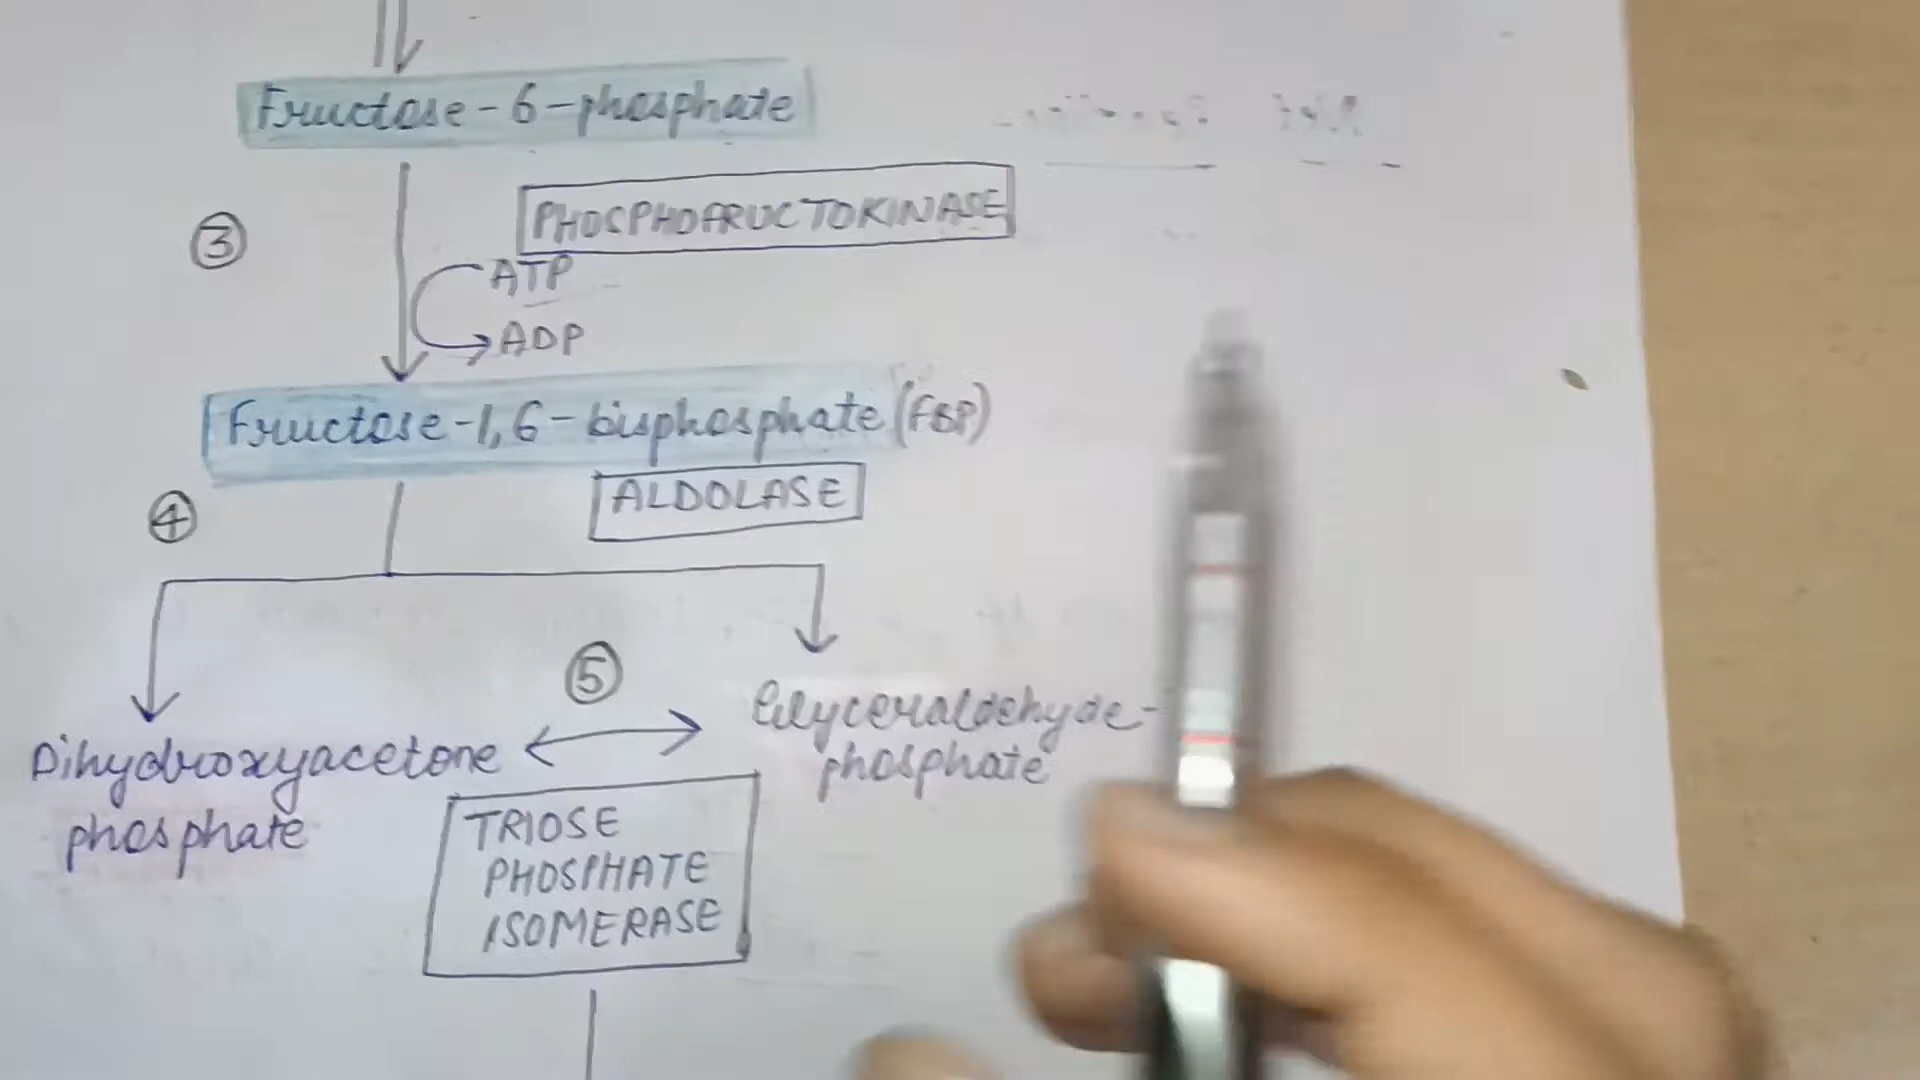 Fructose-6-phosphate
③
PHOSPHOFRUCTOKINASE
ATP
ADP
Fructose-1,6-bisphosphate (FBP)
④
ALDOLASE
⑤
Glyceraldehyde-
phosphate
Dihydroxyacetone
phosphate
TRIOSE
PHOSPHATE
ISOMERASE